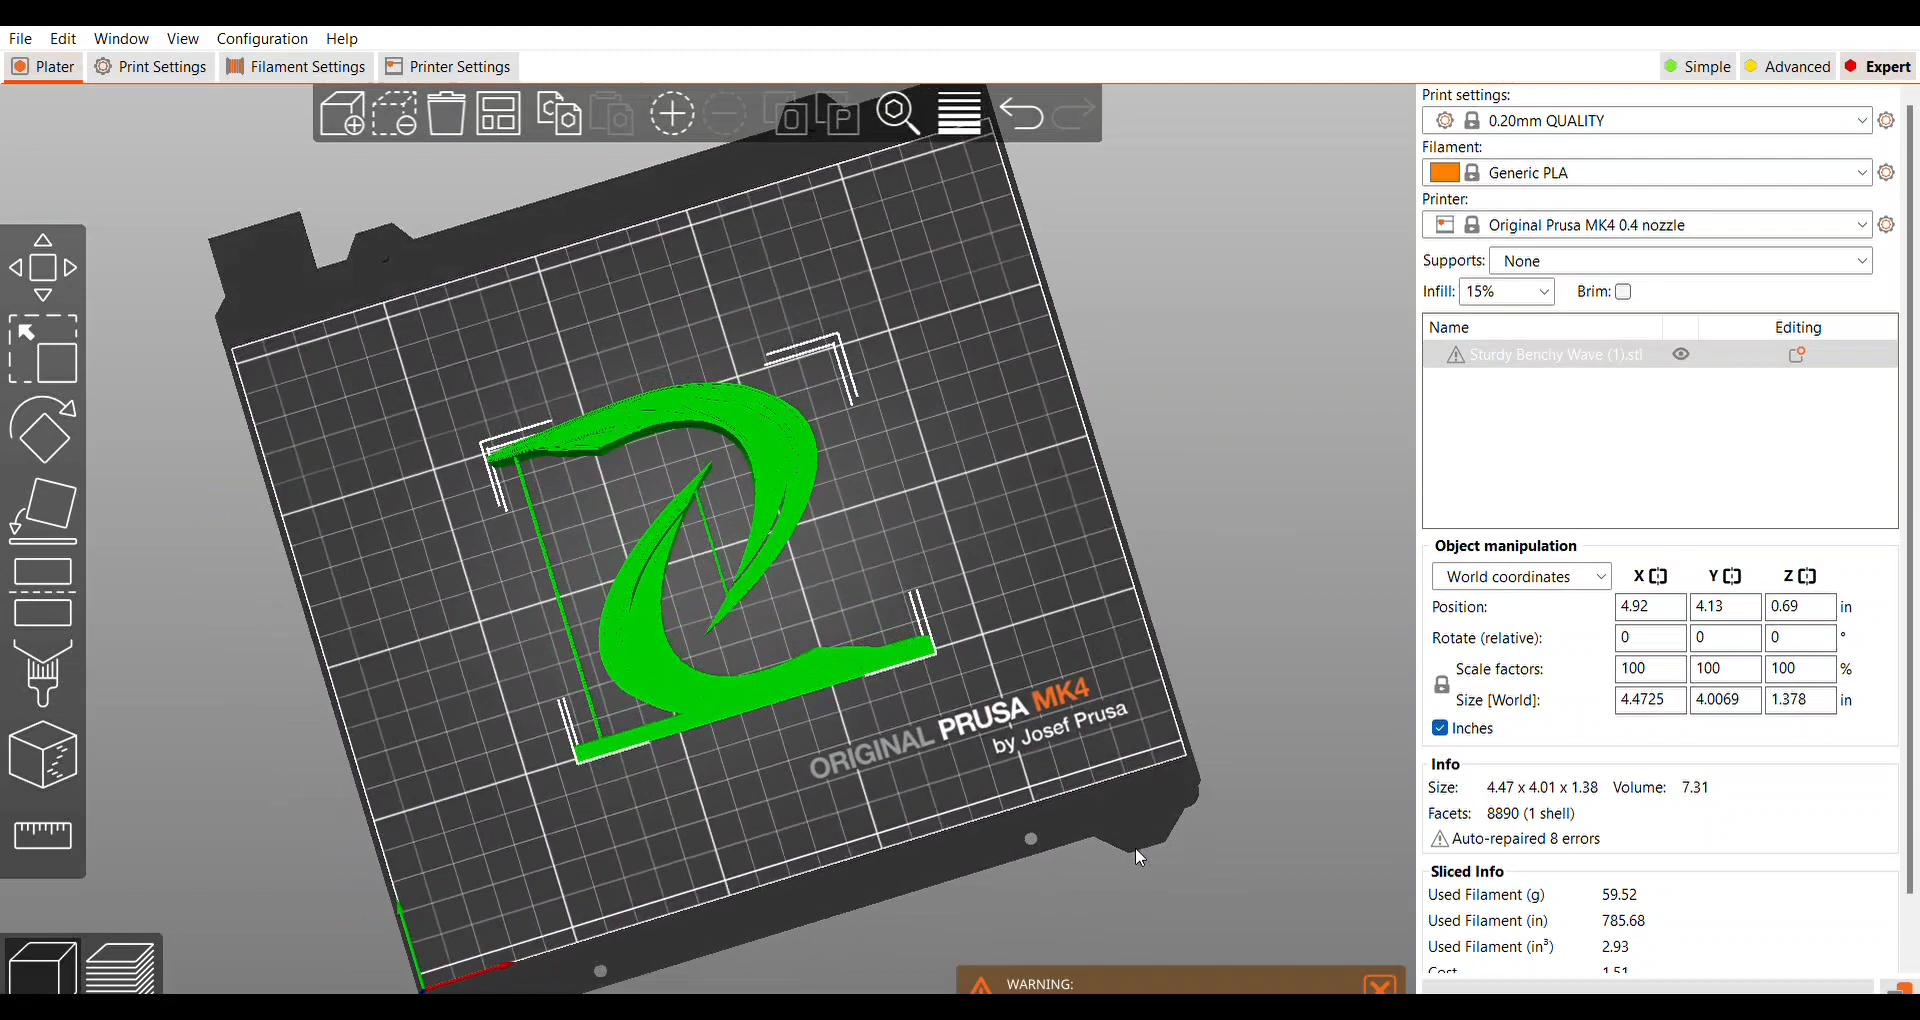 File Edit Window View Configuration Help
Plater Print Settings Filament Settings Printer Settings Simple Advanced Expert
Print settings:
0.20mm QUALITY
Filament:
Generic PLA
Printer:
Original Prusa MK4 0.4 nozzle
Supports: None
Infill: 15% Brim:
Name Editing
Sturdy Benchy Wave (1).stl
Object manipulation
World coordinates X Y Z
Position: 4.92 4.13 0.69 in
Rotate (relative): 0 0 0 °
Scale factors: 100 100 100 %
Size [World]: 4.4725 4.0069 1.378 in
Inches
Info
Size: 4.47 x 4.01 x 1.38 Volume: 7.31
Facets: 8890 (1 shell)
Auto-repaired 8 errors
Sliced Info
Used Filament (g) 59.52
Used Filament (in) 785.68
Used Filament (in³) 2.93
Cost 1.51
O P
ORIGINAL PRUSA MK4
by Josef Prusa
WARNING: